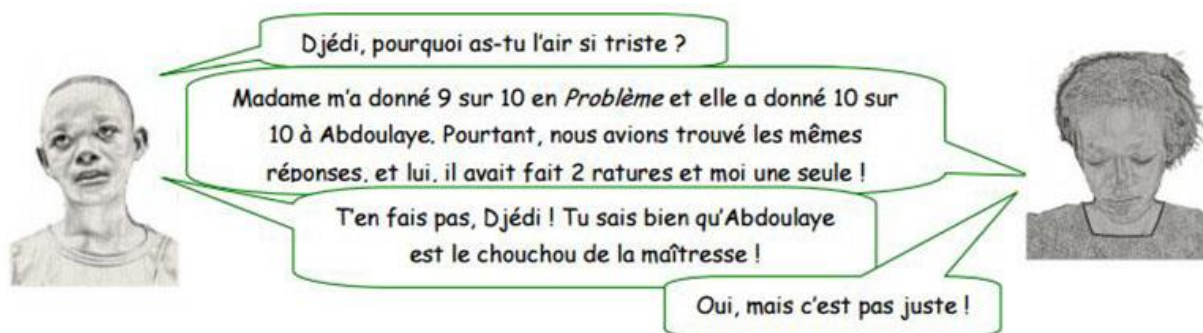 Djédi, pourquoi as-tu l'air si triste ?
Madame m'a donné 9 sur 10 en Problème et elle a donné 10 sur
10 à Abdoulaye. Pourtant, nous avions trouvé les mêmes
réponses, et lui, il avait fait 2 ratures et moi une seule !
T'en fais pas, Djédi ! Tu sais bien qu'Abdoulaye
est le chouchou de la maîtresse !
Oui, mais c'est pas juste !